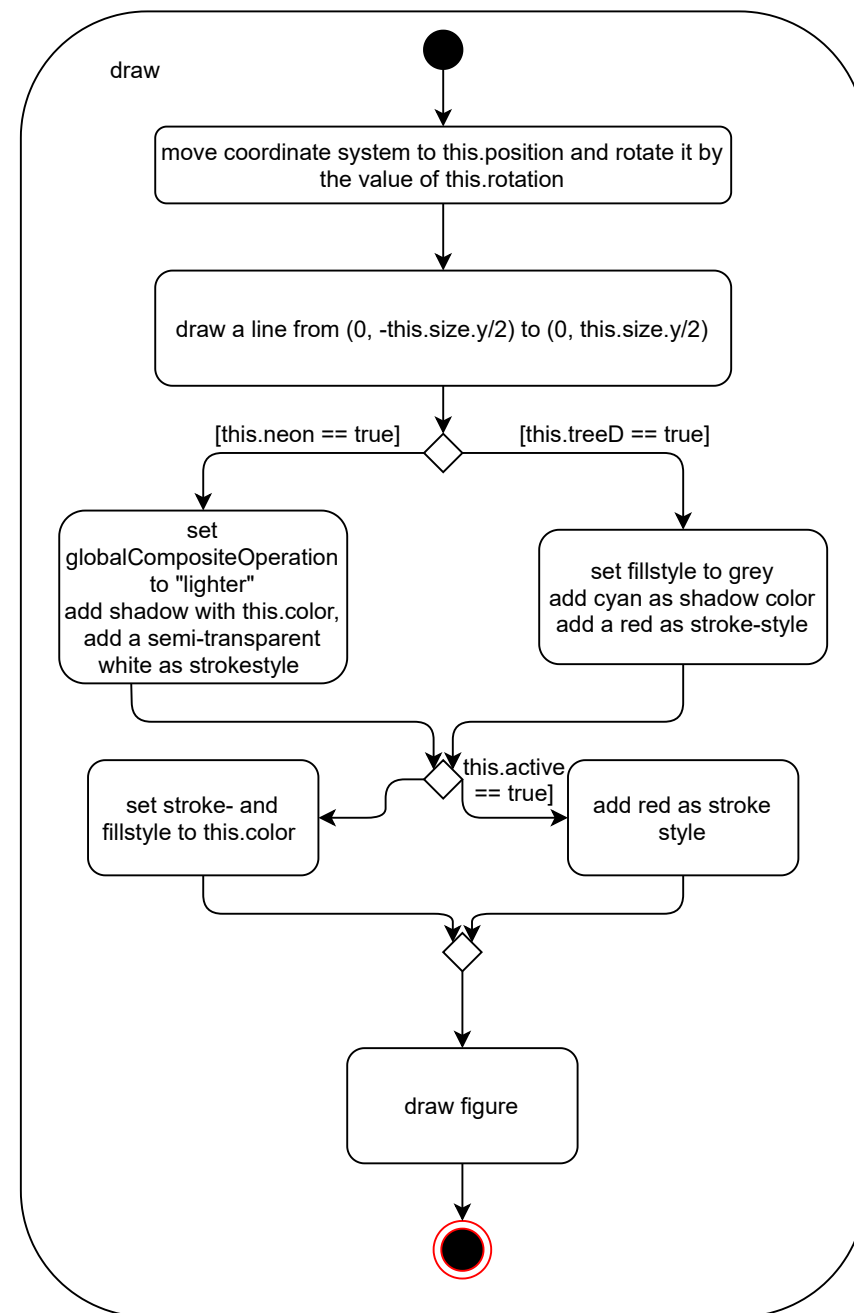 draw
move coordinate system to this.position and rotate it by
the value of this.rotation
draw a line from (0, -this.size.y/2) to (0, this.size.y/2)
[this.neon == true]
[this.treeD == true]
set
globalCompositeOperation
to "lighter"
add shadow with this.color,
add a semi-transparent
white as strokestyle
set fillstyle to grey
add cyan as shadow color
add a red as stroke-style
this.active
== true]
set stroke- and
fillstyle to this.color
add red as stroke
style
draw figure